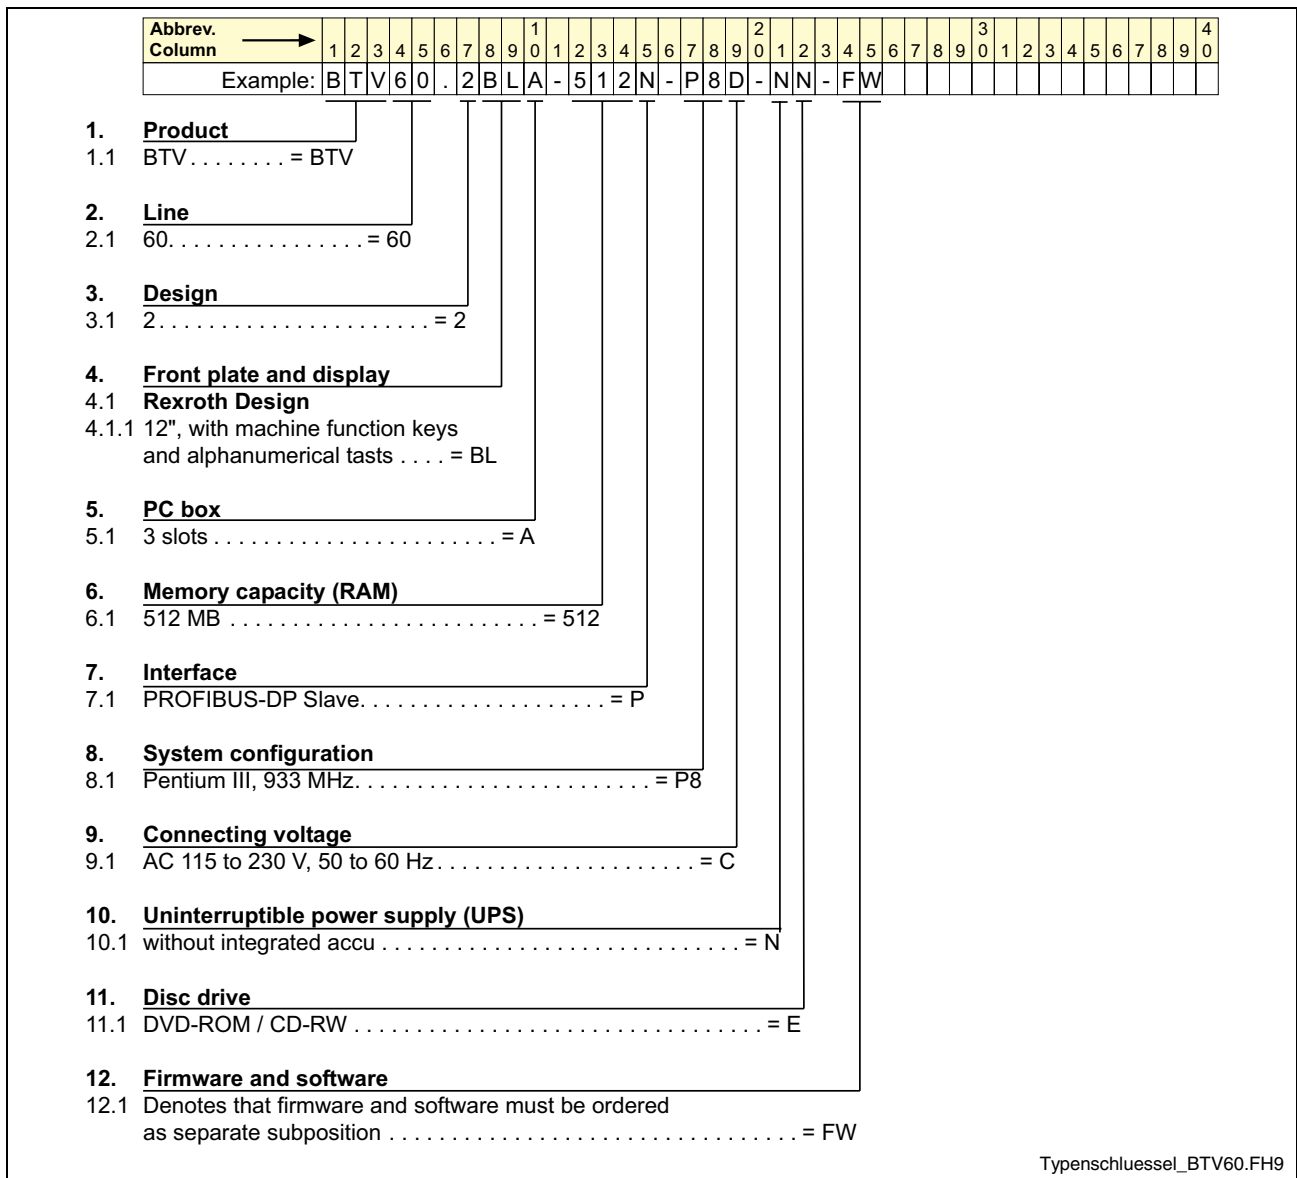 Abbrev. Column 1 2 3 4 5 6 7 8 9 10 1 2 3 4 5 6 7 8 9 20 1 2 3 4 5 6 7 8 9 30 1 2 3 4 5 6 7 8 9 40
Example: B T V 6 0 . 2 B L A - 5 1 2 N - P 8 D - N N - F W
1. Product
1.1 BTV . . . . . . . . = BTV
2. Line
2.1 60. . . . . . . . . . . . . . . . = 60
3. Design
3.1 2. . . . . . . . . . . . . . . . . . . . . . = 2
4. Front plate and display
4.1 Rexroth Design
4.1.1 12", with machine function keys
and alphanumerical tasts . . . . = BL
5. PC box
5.1 3 slots . . . . . . . . . . . . . . . . . . . . . . . = A
6. Memory capacity (RAM)
6.1 512 MB . . . . . . . . . . . . . . . . . . . . . . . . . = 512
7. Interface
7.1 PROFIBUS-DP Slave. . . . . . . . . . . . . . . . . . . . = P
8. System configuration
8.1 Pentium III, 933 MHz. . . . . . . . . . . . . . . . . . . . . . . . = P8
9. Connecting voltage
9.1 AC 115 to 230 V, 50 to 60 Hz . . . . . . . . . . . . . . . . . . . . . = C
10. Uninterruptible power supply (UPS)
10.1 without integrated accu . . . . . . . . . . . . . . . . . . . . . . . . . . . . . = N
11. Disc drive
11.1 DVD-ROM / CD-RW . . . . . . . . . . . . . . . . . . . . . . . . . . . . . . . . . = E
12. Firmware and software
12.1 Denotes that firmware and software must be ordered
as separate subposition . . . . . . . . . . . . . . . . . . . . . . . . . . . . . . . . . = FW
Typenschluessel_BTV60.FH9